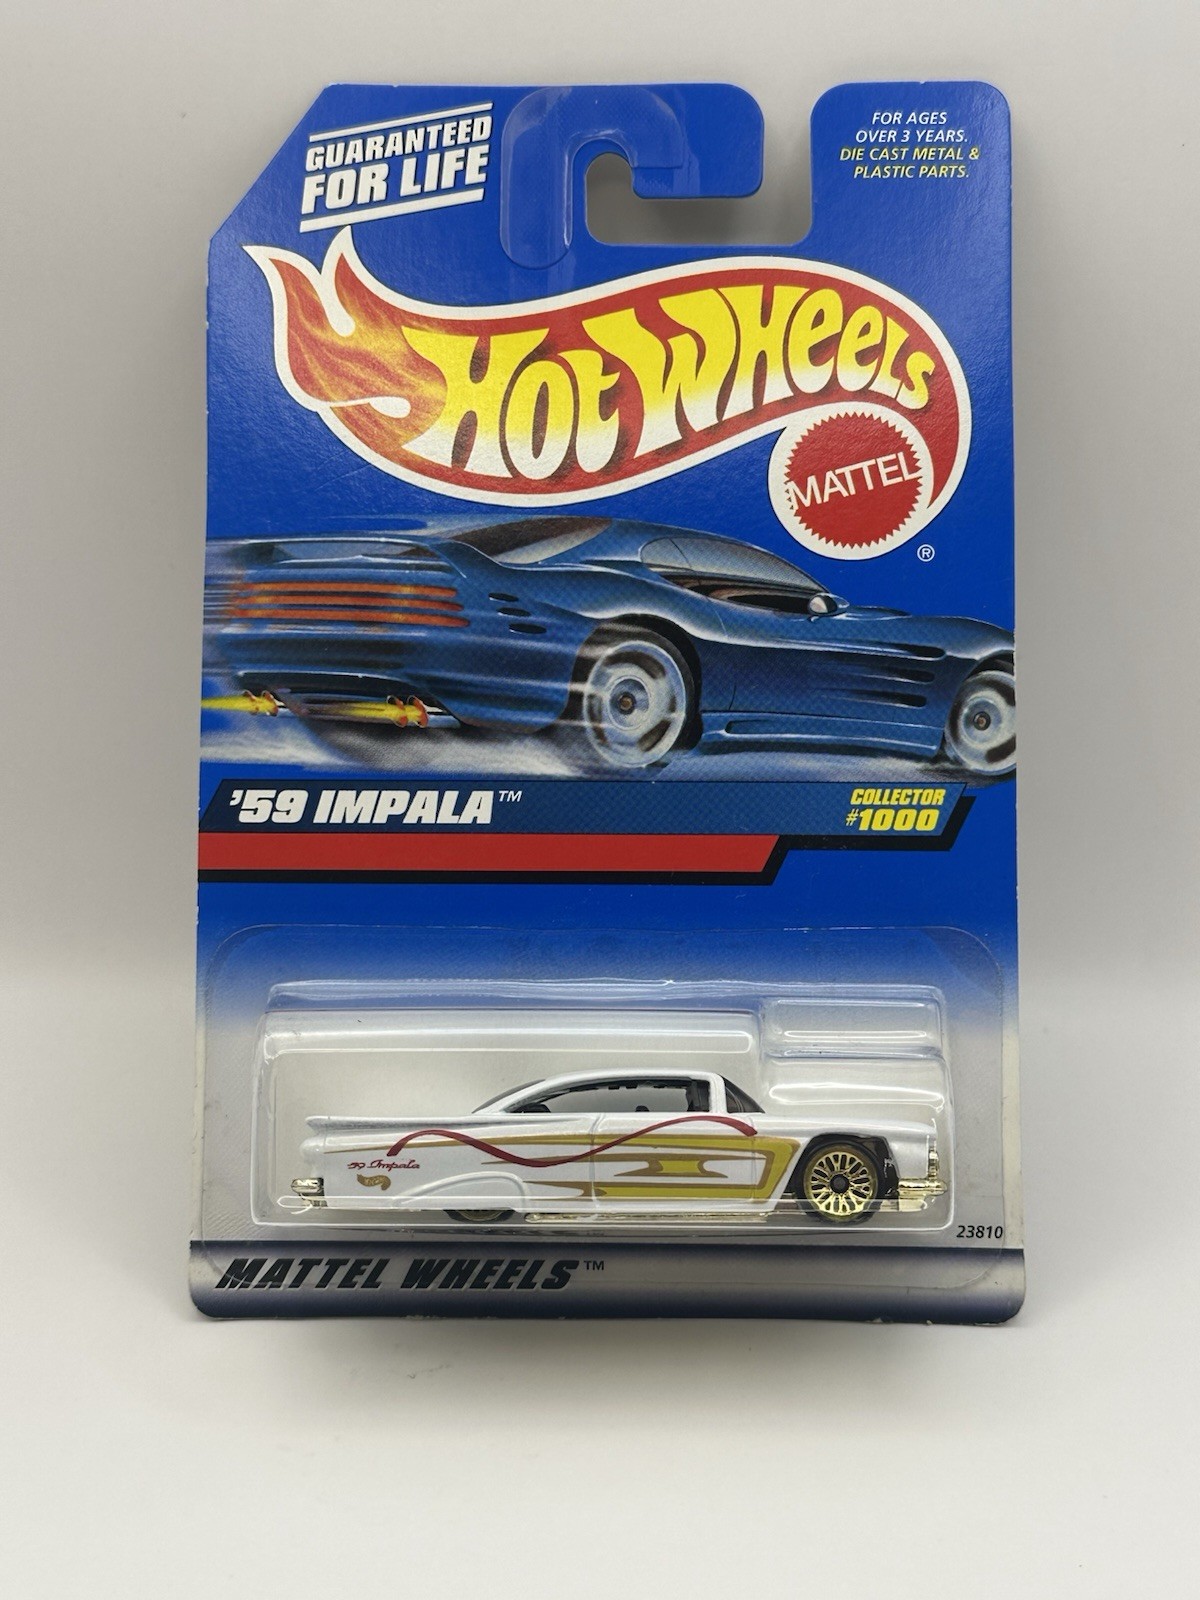 GUARANTEED
FOR LIFE
FOR AGES
OVER 3 YEARS.
DIE CAST METAL &
PLASTIC PARTS.
HOT WHEELS
MATTEL
®
'59 IMPALA™
COLLECTOR
#1000
'59 Impala
23810
MATTEL WHEELS™